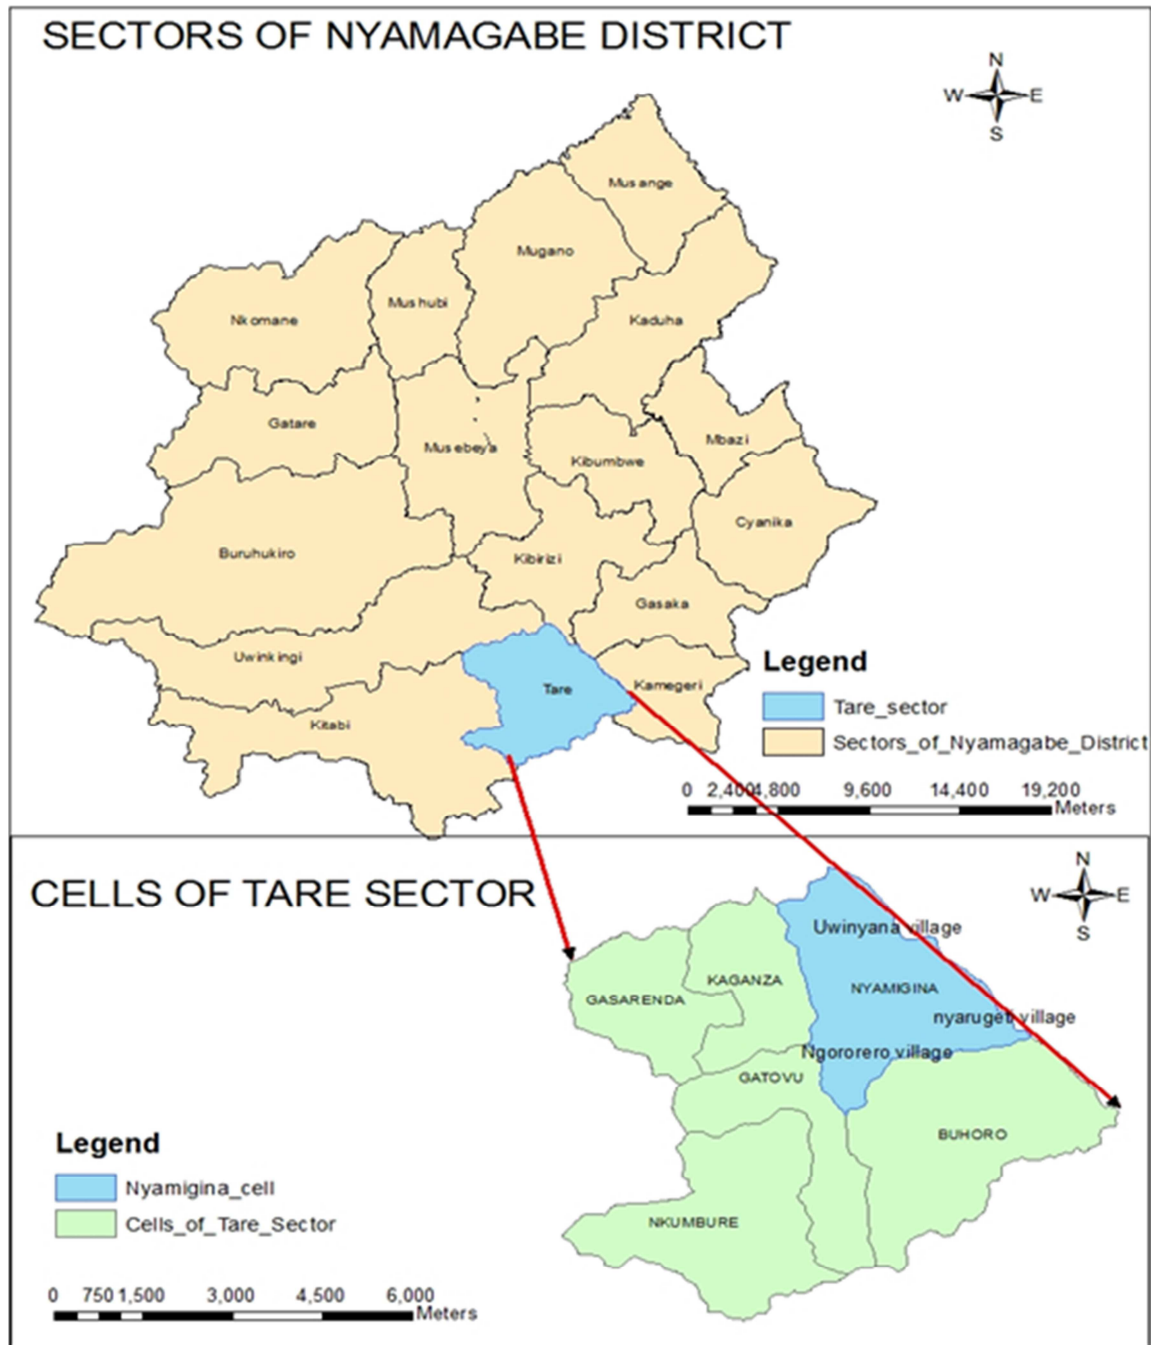 SECTORS OF NYAMAGABE DISTRICT
N
W E
S
Musange
Mugano
Mushubi
Nkomane
Kaduha
Gatare
Musebeya
Mbazi
Kibumbwe
Cyanika
Buruhukiro
Kibirizi
Gasaka
Uwinkingi
Tare
Kamegeri
Kitabi
Legend
Tare_sector
Sectors_of_Nyamagabe_District
0 2,400 4,800 9,600 14,400 19,200
Meters
CELLS OF TARE SECTOR
N
W E
S
Uwinyana village
KAGANZA
NYAMIGINA
GASARENDA
nyarugeti village
Ngororero village
GATOVU
BUHORO
NKUMBURE
Legend
Nyamigina_cell
Cells_of_Tare_Sector
0 750 1,500 3,000 4,500 6,000
Meters